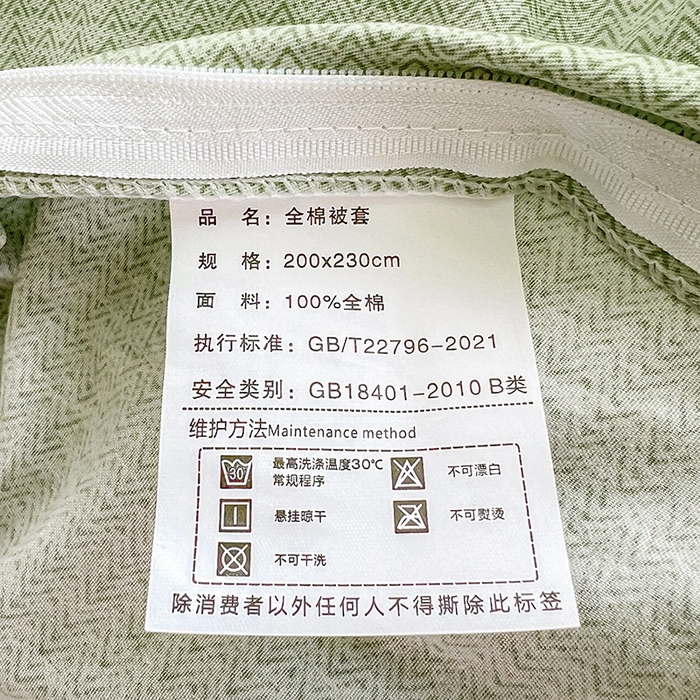 品 名：全棉被套
规 格：200x230cm
面 料：100%全棉
执行标准：GB/T22796-2021
安全类别：GB18401-2010 B类
维护方法Maintenance method
30 最高洗涤温度30℃
常规程序
不可漂白
悬挂晾干
不可熨烫
不可干洗
除消费者以外任何人不得撕除此标签